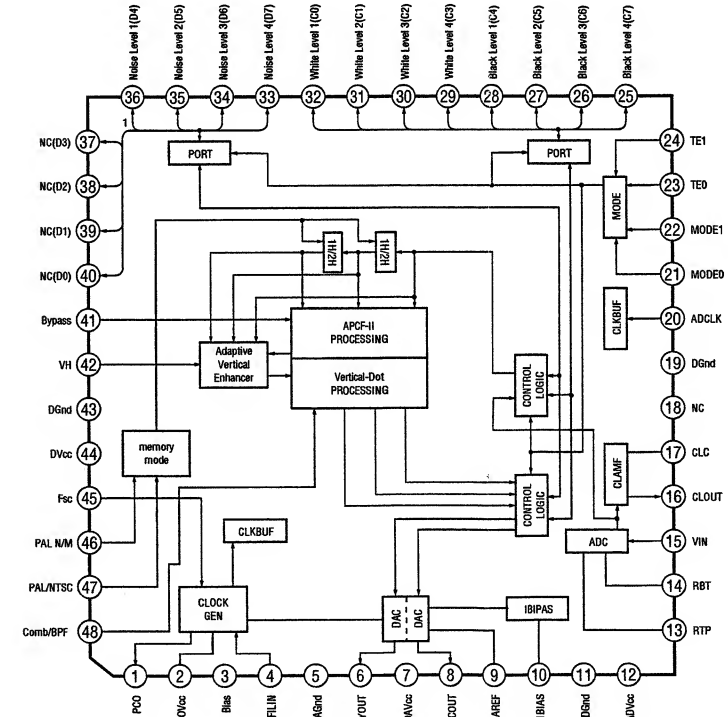 Noise Level 1(D4)
Noise Level 2(D5)
Noise Level 3(D6)
Noise Level 4(D7)
White Level 1(C0)
White Level 2(C1)
White Level 3(C2)
White Level 4(C3)
Black Level 1(C4)
Black Level 2(C5)
Black Level 3(C6)
Black Level 4(C7)
36
35
34
33
32
31
30
29
28
27
26
25
1
NC(D3)
37
PORT
PORT
24
TE1
NC(D2)
38
MODE
23
TE0
NC(D1)
39
22
MODE1
1H/2H
1H/2H
NC(D0)
40
21
MODE0
Bypass
41
APCF-II
PROCESSING
CLKBUF
20
ADCLK
VH
42
Adaptive
Vertical
Enhancer
Vertical-Dot
PROCESSING
CONTROL
LOGIC
19
DGnd
DGnd
43
18
NC
DVcc
44
memory
mode
CLAMF
17
CLC
Fsc
45
CONTROL
LOGIC
16
CLOUT
PAL N/M
46
CLKBUF
ADC
15
VIN
PAL/NTSC
47
14
RBT
CLOCK
GEN
DAC
DAC
IBIPAS
Comb/BPF
48
13
RTP
1
2
3
4
5
6
7
8
9
10
11
12
PCO
OVcc
Bias
FILIN
AGnd
YOUT
DAVcc
COUT
AREF
IBIAS
DGnd
ADVcc